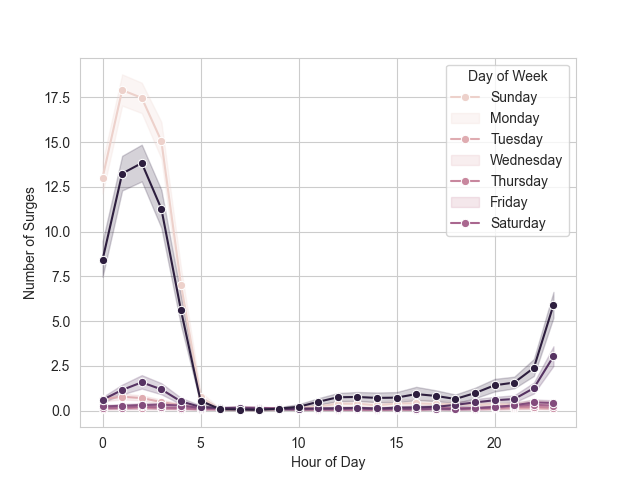 Day of Week
Sunday
Monday
Tuesday
Wednesday
Thursday
Friday
Saturday
Number of Surges
17.5
15.0
12.5
10.0
7.5
5.0
2.5
0.0
0 5 10 15 20
Hour of Day